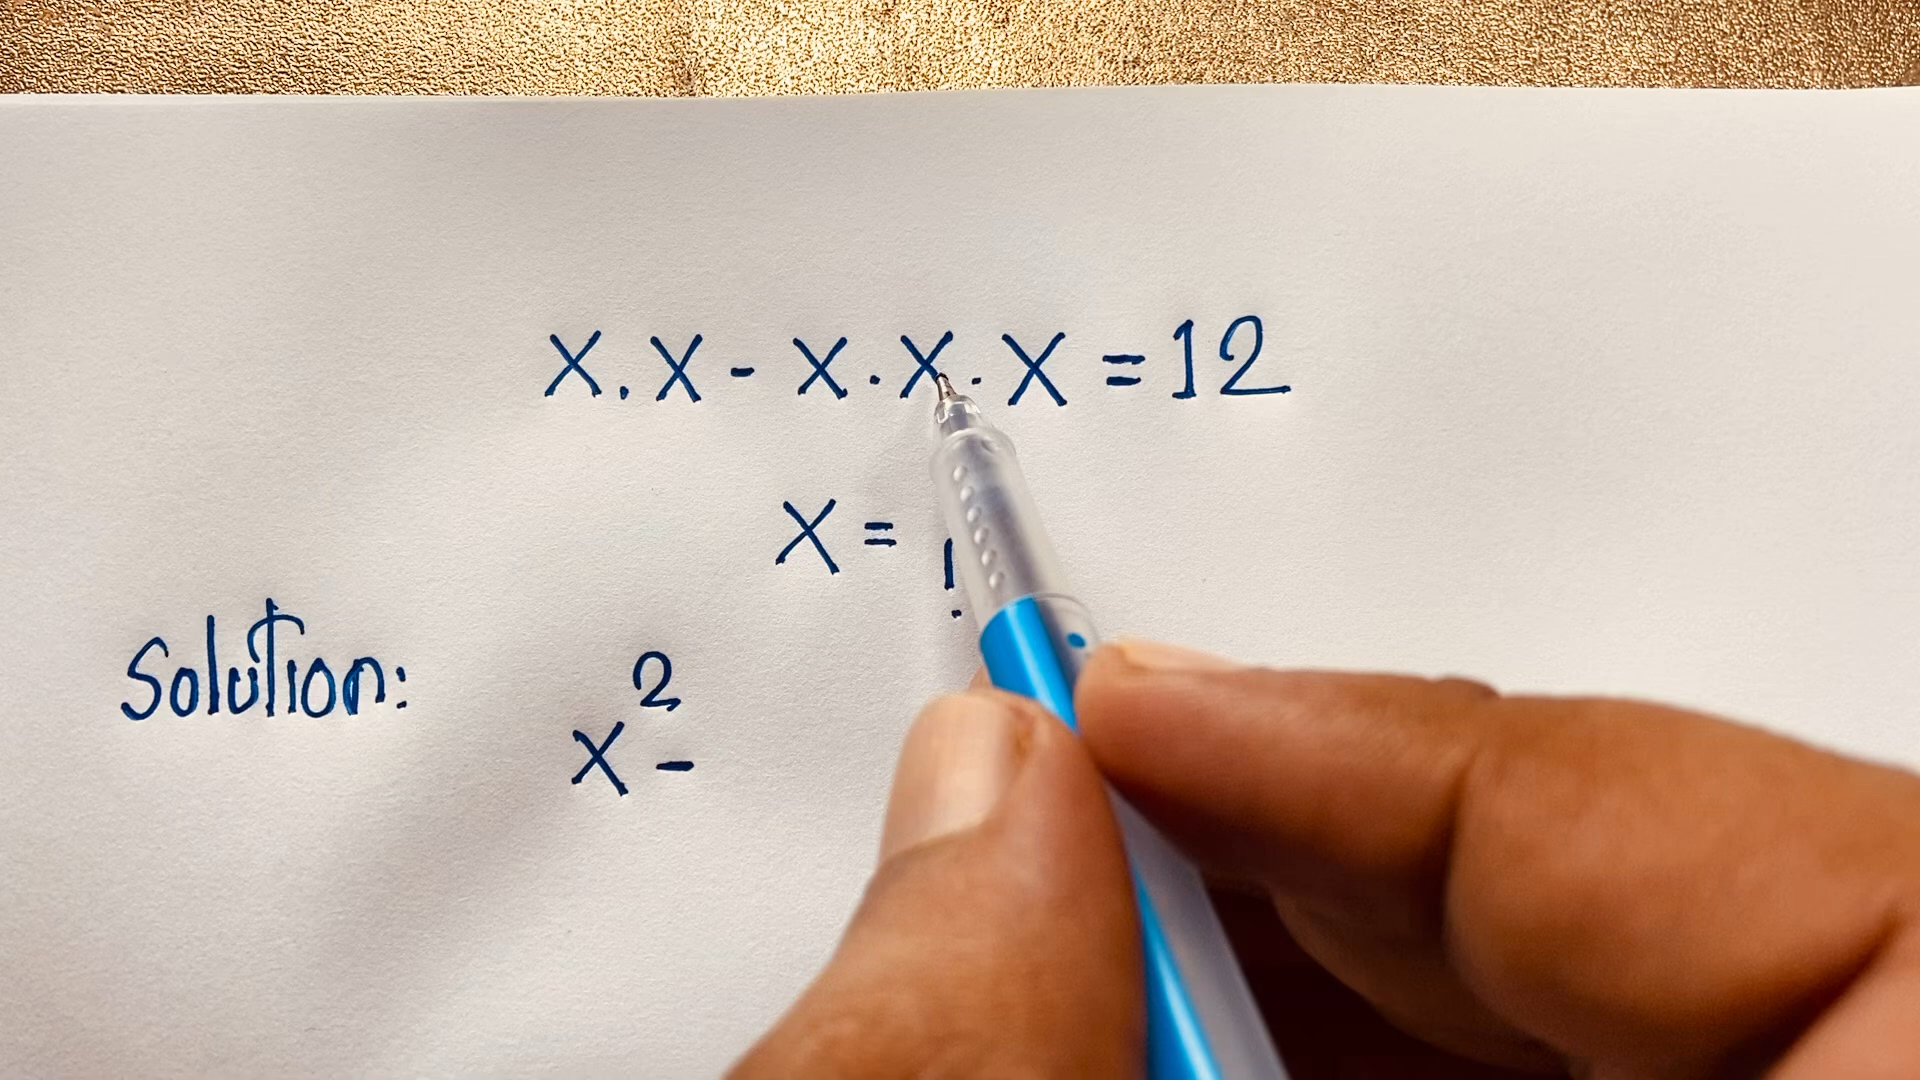 x.x - x.x.x = 12
x =
Solution:
x² -